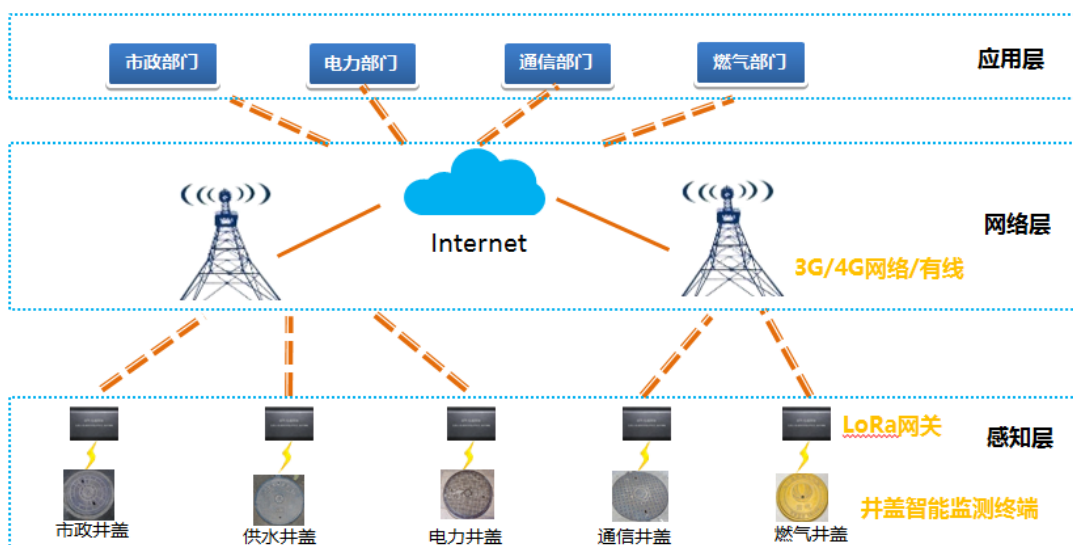 市政部门
电力部门
通信部门
燃气部门
应用层
Internet
网络层
3G/4G网络/有线
LoRa网关
感知层
井盖智能监测终端
市政井盖
供水井盖
电力井盖
通信井盖
燃气井盖